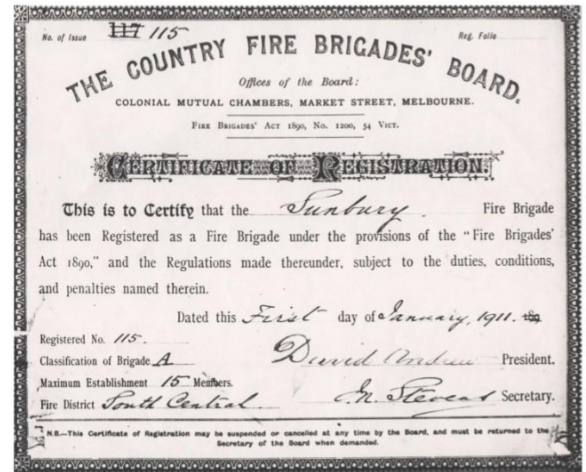 No. of Issue 117 115 Reg. Folio
THE COUNTRY FIRE BRIGADES' BOARD.
Offices of the Board:
COLONIAL MUTUAL CHAMBERS, MARKET STREET, MELBOURNE.
FIRE BRIGADES' ACT 1890, No. 1200, 54 VICT.
CERTIFICATE OF REGISTRATION.
This is to Certify that the Sunbury. Fire Brigade
has been Registered as a Fire Brigade under the provisions of the "Fire Brigades'
Act 1890," and the Regulations made thereunder, subject to the duties, conditions,
and penalties named therein.
Dated this First day of January, 1911. 189
Registered No. 115.
Classification of Brigade A David Andrew President.
Maximum Establishment 15 Members.
Fire District South Central. Stevens Secretary.
N.B.—This Certificate of Registration may be suspended or cancelled at any time by the Board, and must be returned to the
Secretary of the Board when demanded.